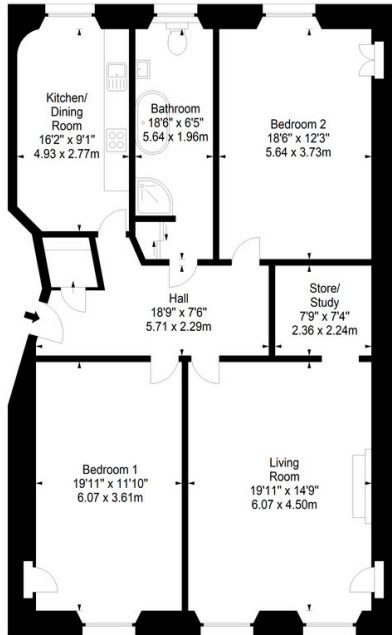 Kitchen/
Dining
Room
16'2" x 9'1"
4.93 x 2.77m
Bathroom
18'6" x 6'5"
5.64 x 1.96m
Bedroom 2
18'6" x 12'3"
5.64 x 3.73m
Hall
18'9" x 7'6"
5.71 x 2.29m
Store/
Study
7'9" x 7'4"
2.36 x 2.24m
Bedroom 1
19'11" x 11'10"
6.07 x 3.61m
Living
Room
19'11" x 14'9"
6.07 x 4.50m